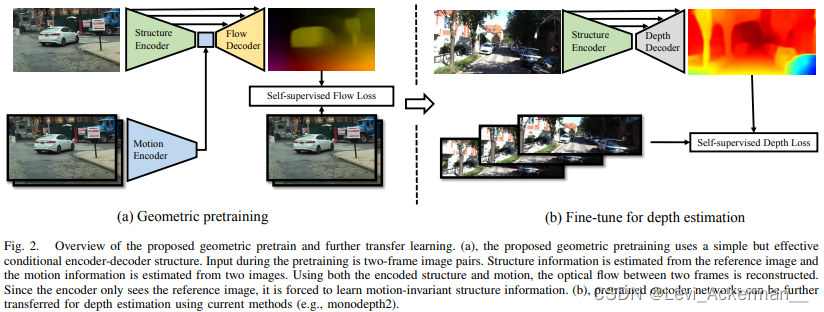 Structure
Encoder
Flow
Decoder
Self-supervised Flow Loss
Motion
Encoder
(a) Geometric pretraining
Structure
Encoder
Depth
Decoder
Self-supervised Depth Loss
(b) Fine-tune for depth estimation
Fig. 2. Overview of the proposed geometric pretrain and further transfer learning. (a), the proposed geometric pretraining uses a simple but effective
conditional encoder-decoder structure. Input during the pretraining is two-frame image pairs. Structure information is estimated from the reference image and
the motion information is estimated from two images. Using both the encoded structure and motion, the optical flow between two frames is reconstructed.
Since the encoder only sees the reference image, it is forced to learn motion-invariant structure information. (b), pretrained encoder networks can be further
transferred for depth estimation using current methods (e.g., monodepth2).
CSDN @Levi_Ackerman__